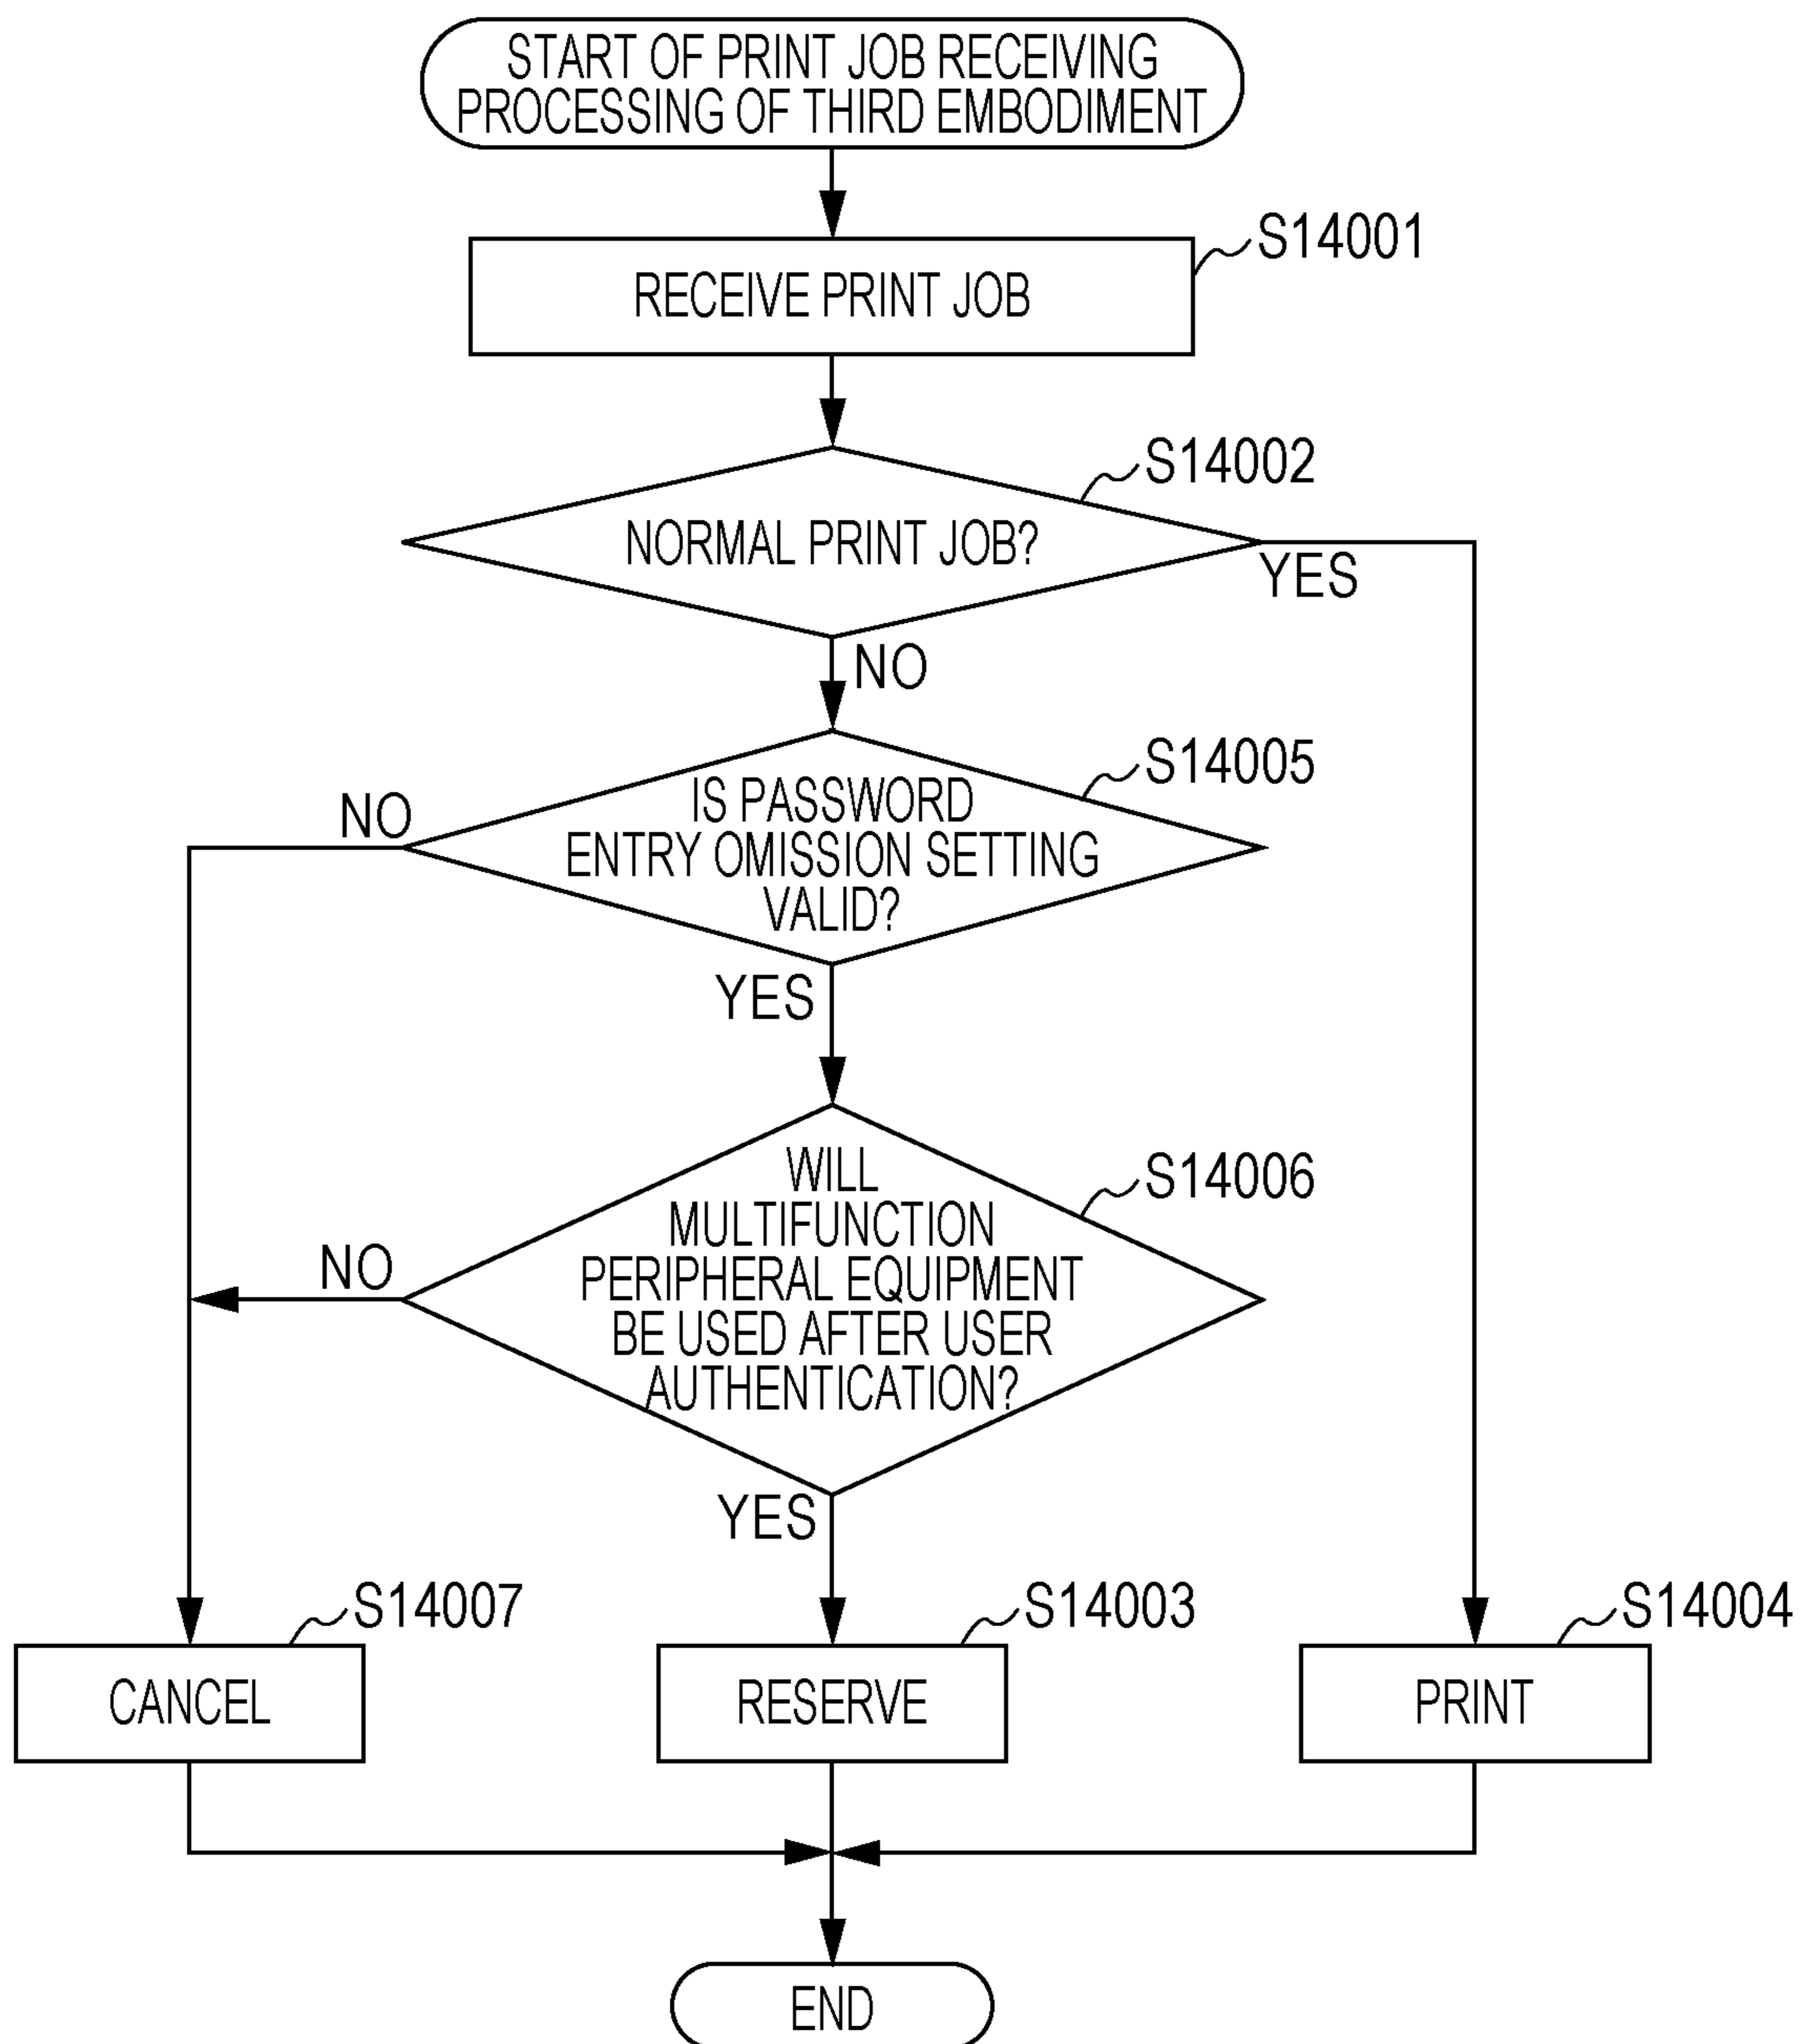 START OF PRINT JOB RECEIVING
PROCESSING OF THIRD EMBODIMENT
S14001
RECEIVE PRINT JOB
S14002
NORMAL PRINT JOB?
YES
NO
S14005
IS PASSWORD
ENTRY OMISSION SETTING
VALID?
NO
YES
S14006
WILL
MULTIFUNCTION
PERIPHERAL EQUIPMENT
BE USED AFTER USER
AUTHENTICATION?
NO
YES
S14007
CANCEL
S14003
RESERVE
S14004
PRINT
END